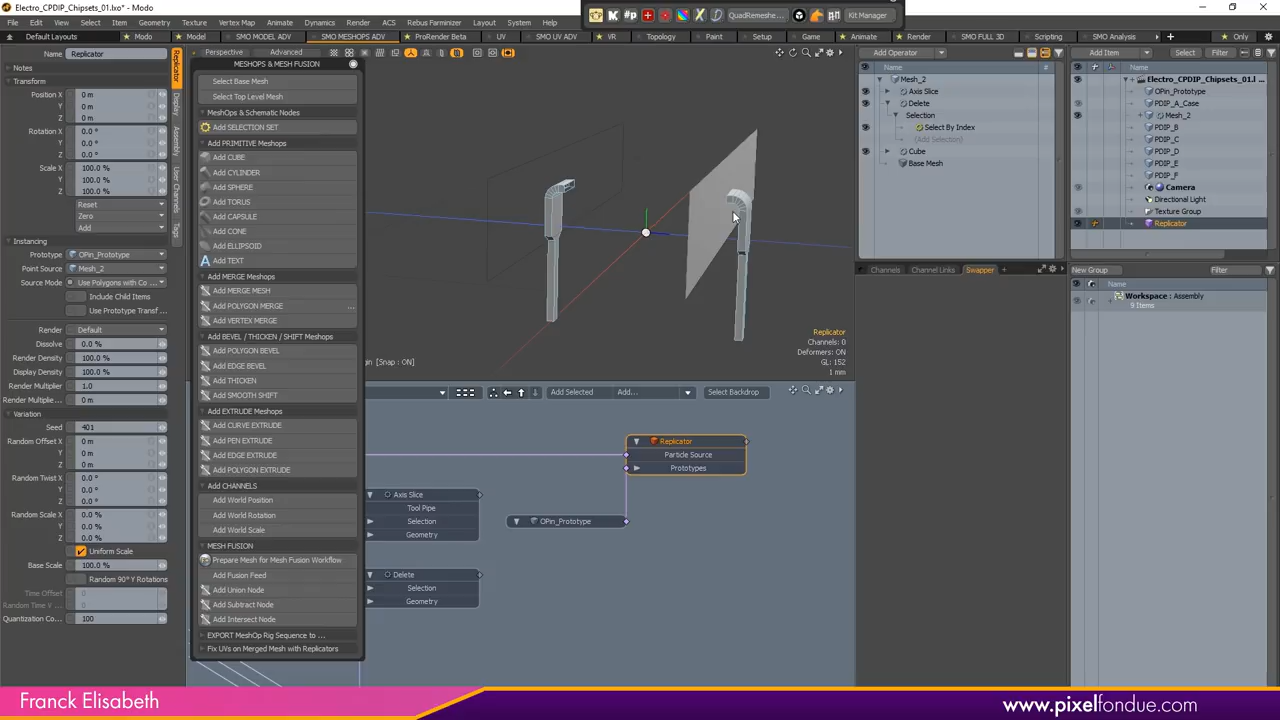 Electro_CPDIP_Chipsets_01.lxo* - Modo
File Edit View Select Item Geometry Texture Vertex Map Animate Dynamics Render ACS Rebus Farminizer Layout System Help
QuadRemeshe... Kit Manager
Default Layouts Modo SMO MODEL ADV SMO MESHOPS ADV ProRender Beta SMO UV ADV VR Topology Paint Setup Game Animate Render SMO FULL 3D Scripting SMO Analysis Only
Name Replicator
Notes
Transform
Position X 0 m
Y 0 m
Z 0 m
Rotation X 0.0 °
Y 0.0 °
Z 0.0 °
Scale X 100.0 %
Y 100.0 %
Z 100.0 %
Reset
Zero
Add
Instancing
Prototype OPin_Prototype
Point Source Mesh_2
Source Mode Use Polygons with Co ...
Include Child Items
Use Prototype Transf ...
Render Default
Dissolve 0.0 %
Render Density 100.0 %
Display Density 100.0 %
Render Multiplier 1.0
Render Multiplie... 0 m
Variation
Seed 401
Random Offset X 0 m
Y 0 m
Z 0 m
Random Twist X 0.0 °
Y 0.0 °
Z 0.0 °
Random Scale X 0.0 %
Y 0.0 %
Z 0.0 %
Uniform Scale
Base Scale 100.0 %
Random 90° Y Rotations
Time Offset 0
Random Time V ... 0
Quantization Co... 100
Replicator
Display
Assembly
User Channels
Tags
Perspective Advanced
MESHOPS & MESH FUSION
Select Base Mesh
Select Top Level Mesh
MeshOps & Schematic Nodes
Add SELECTION SET
Add PRIMITIVE Meshops
Add CUBE
Add CYLINDER
Add SPHERE
Add TORUS
Add CAPSULE
Add CONE
Add ELLIPSOID
Add TEXT
Add MERGE Meshops
Add MERGE MESH
Add POLYGON MERGE ...
Add VERTEX MERGE
Add BEVEL / THICKEN / SHIFT Meshops
Add POLYGON BEVEL
Add EDGE BEVEL
Add THICKEN
Add SMOOTH SHIFT
Add EXTRUDE Meshops
Add CURVE EXTRUDE
Add PEN EXTRUDE
Add EDGE EXTRUDE
Add POLYGON EXTRUDE
Add CHANNELS
Add World Position
Add World Rotation
Add World Scale
MESH FUSION
Prepare Mesh for Mesh Fusion Workflow
Add Fusion Feed
Add Union Node
Add Subtract Node
Add Intersect Node
EXPORT MeshOp Rig Sequence to ...
Fix UVs on Merged Mesh with Replicators
Replicator
Channels: 0
Deformers: ON
GL: 152
1 mm
[Snap : ON]
Add Selected Add... Select Backdrop
Replicator
Particle Source
Prototypes
Axis Slice
Tool Pipe
Selection
Geometry
OPin_Prototype
Delete
Selection
Geometry
Add Operator
Name
Mesh_2
Axis Slice
Delete
Selection
Select By Index
(Add Selection)
Cube
Base Mesh
Channels Channel Links Swapper
Add Item Select Filter
Name
Electro_CPDIP_Chipsets_01.l ...
OPin_Prototype
PDIP_A_Case
Mesh_2
PDIP_B
PDIP_C
PDIP_D
PDIP_E
PDIP_F
Camera
Directional Light
Texture Group
Replicator
New Group Filter
Name
Workspace : Assembly
9 Items
Franck Elisabeth
www.pixelfondue.com